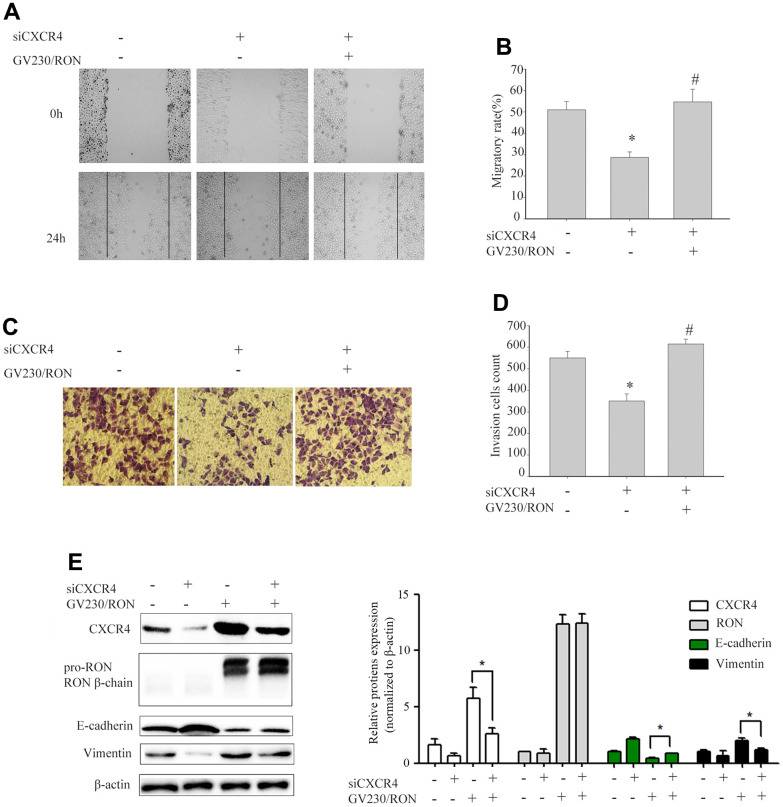 A
siCXCR4 - + +
GV230/RON - - +
0h
24h
B
Migratory rate(%)
70
60
50
40
30
20
10
0
*
#
siCXCR4 - + +
GV230/RON - - +
C
siCXCR4 - + +
GV230/RON - - +
D
Invasion cells count
600
500
400
300
200
100
0
*
#
siCXCR4 - + +
GV230/RON - - +
E
siCXCR4 - + - +
GV230/RON - - + +
CXCR4
pro-RON
RON β-chain
E-cadherin
Vimentin
β-actin
Relative protiens expression
(normalized to β-actin)
15
10
5
0
*
*
*
CXCR4
RON
E-cadherin
Vimentin
siCXCR4 - + - + - + - + - + - + - + - +
GV230/RON - - + + - - + + - - + + - - + +